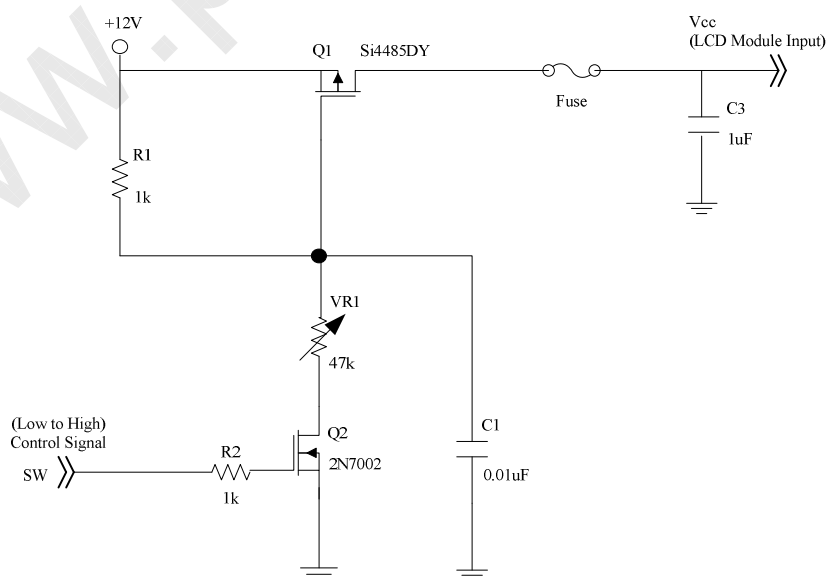 +12V
Q1 Si4485DY
Vcc
(LCD Module Input)
Fuse
C3
1uF
R1
1k
VR1
47k
(Low to High)
Control Signal
SW
R2
1k
Q2
2N7002
C1
0.01uF